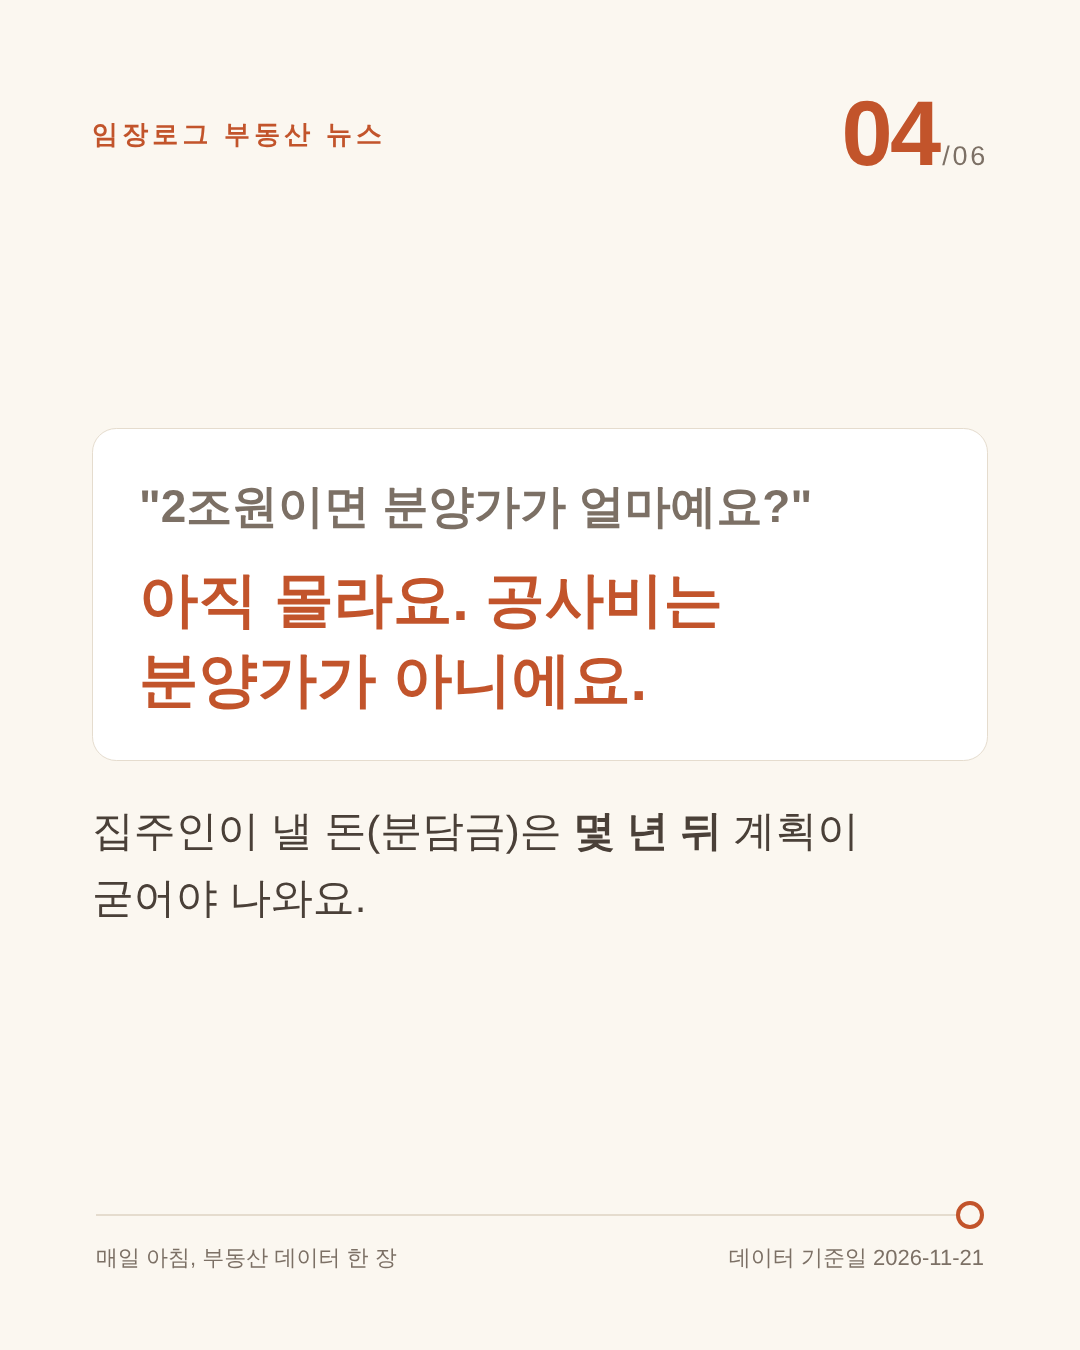 임장로그 부동산 뉴스
04/06
"2조원이면 분양가가 얼마예요?"
아직 몰라요. 공사비는
분양가가 아니에요.
집주인이 낼 돈(분담금)은 몇 년 뒤 계획이
굳어야 나와요.
매일 아침, 부동산 데이터 한 장
데이터 기준일 2026-11-21